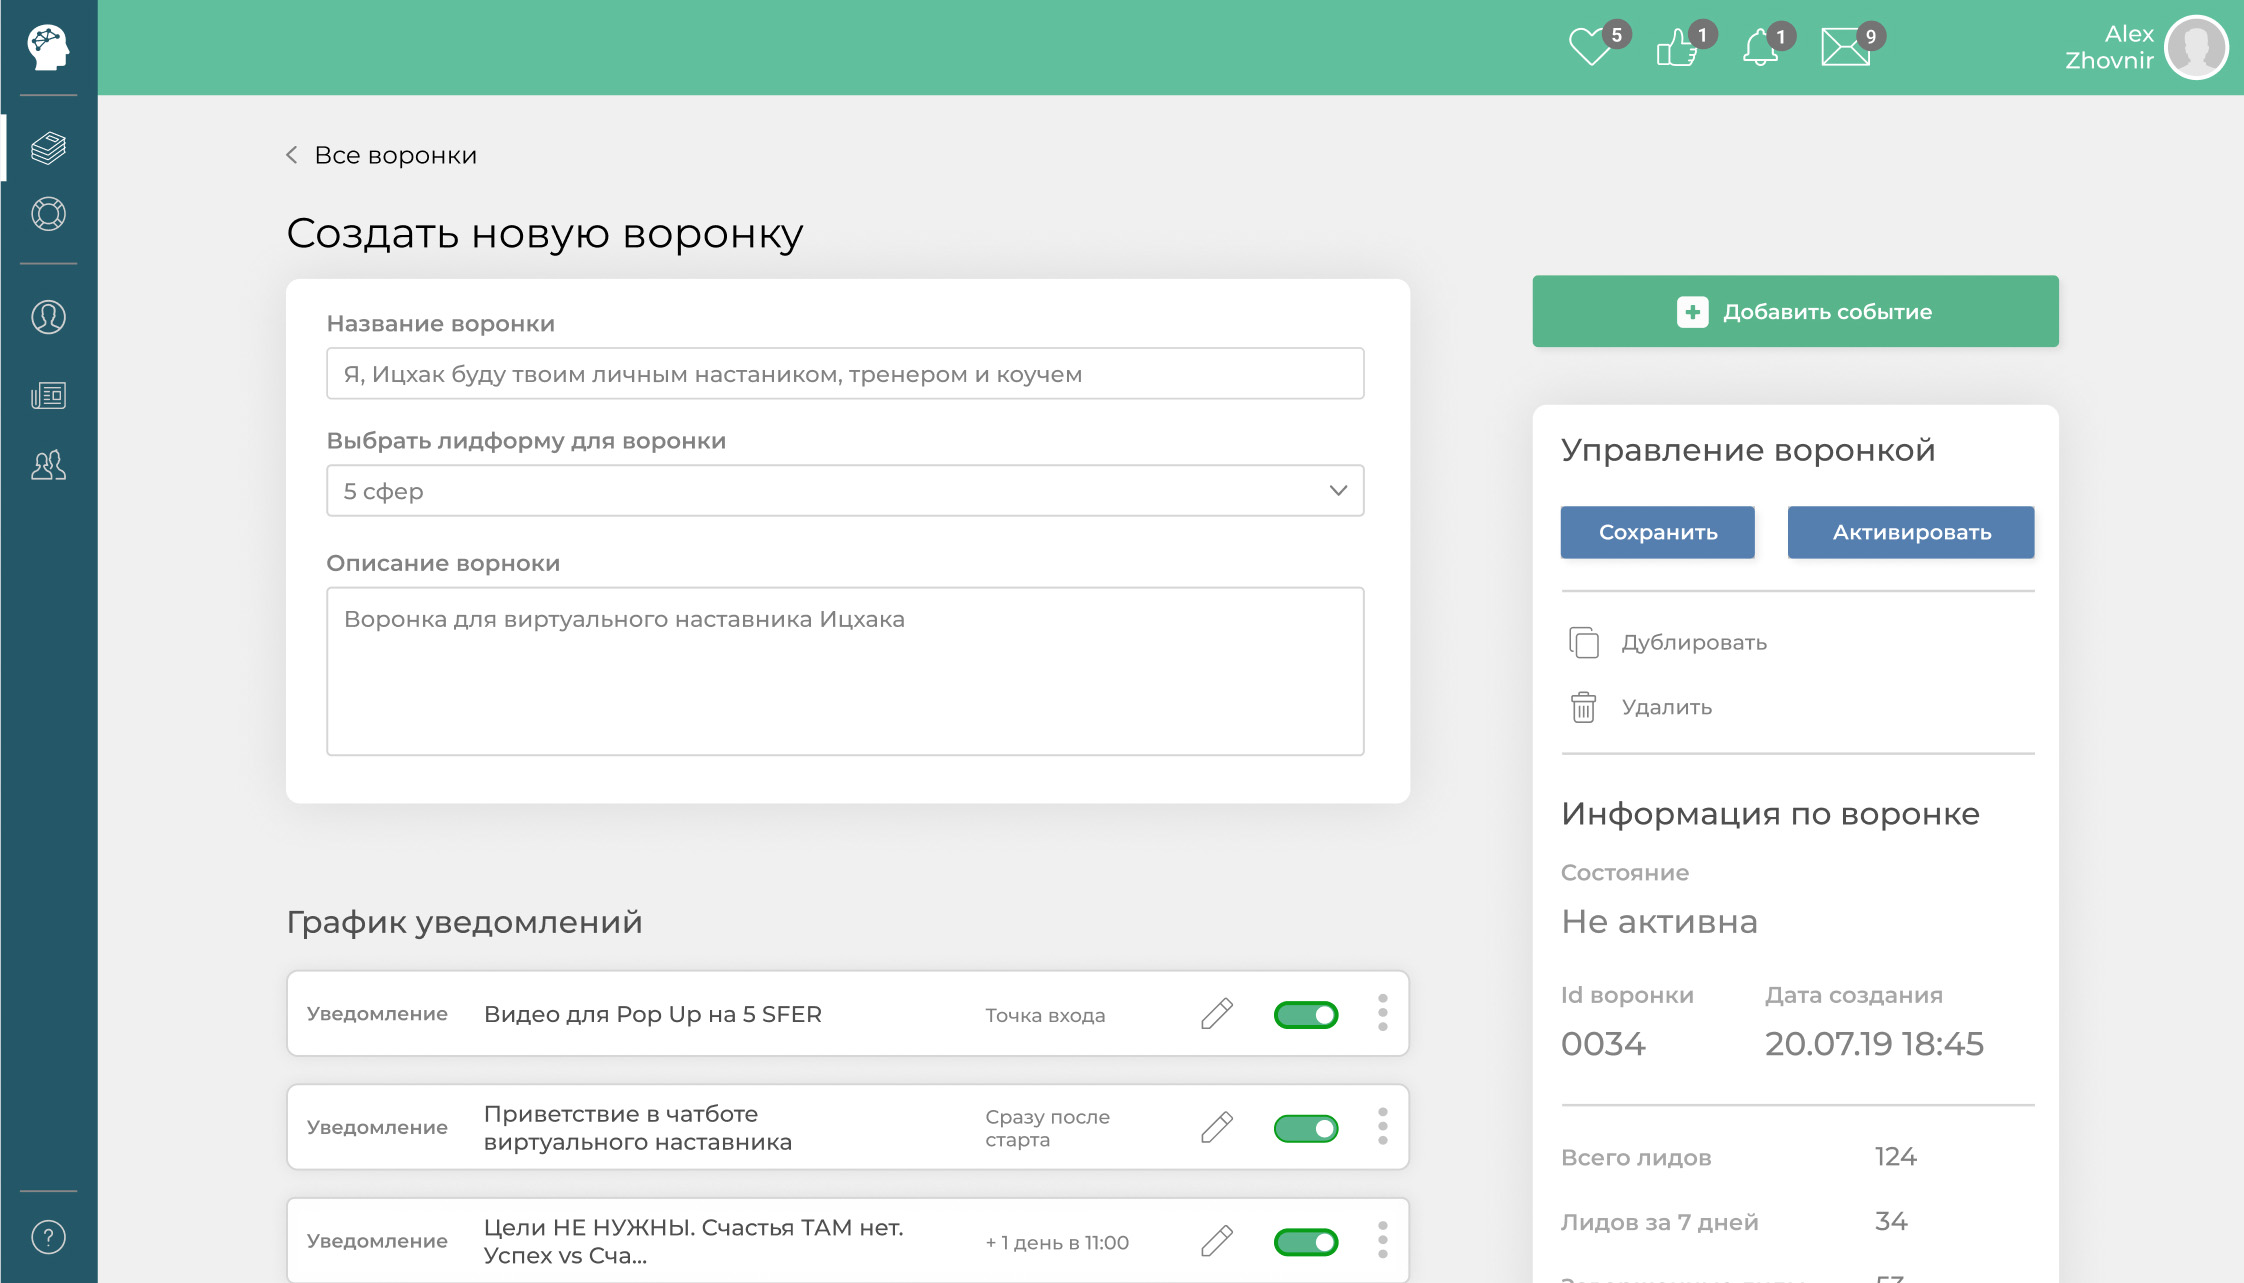 5
1
1
9
Alex
Zhovnir
Все воронки
Создать новую воронку
Название воронки
Я, Ицхак буду твоим личным настаником, тренером и коучем
Выбрать лидформу для воронки
5 сфер
Описание ворноки
Воронка для виртуального наставника Ицхака
График уведомлений
Уведомление
Видео для Pop Up на 5 SFER
Точка входа
Уведомление
Приветствие в чатботе
виртуального наставника
Сразу после
старта
Уведомление
Цели НЕ НУЖНЫ. Счастья ТАМ нет.
Успех vs Сча...
+ 1 день в 11:00
Добавить событие
Управление воронкой
Сохранить
Активировать
Дублировать
Удалить
Информация по воронке
Состояние
Не активна
Id воронки
Дата создания
0034
20.07.19 18:45
Всего лидов
124
Лидов за 7 дней
34
?